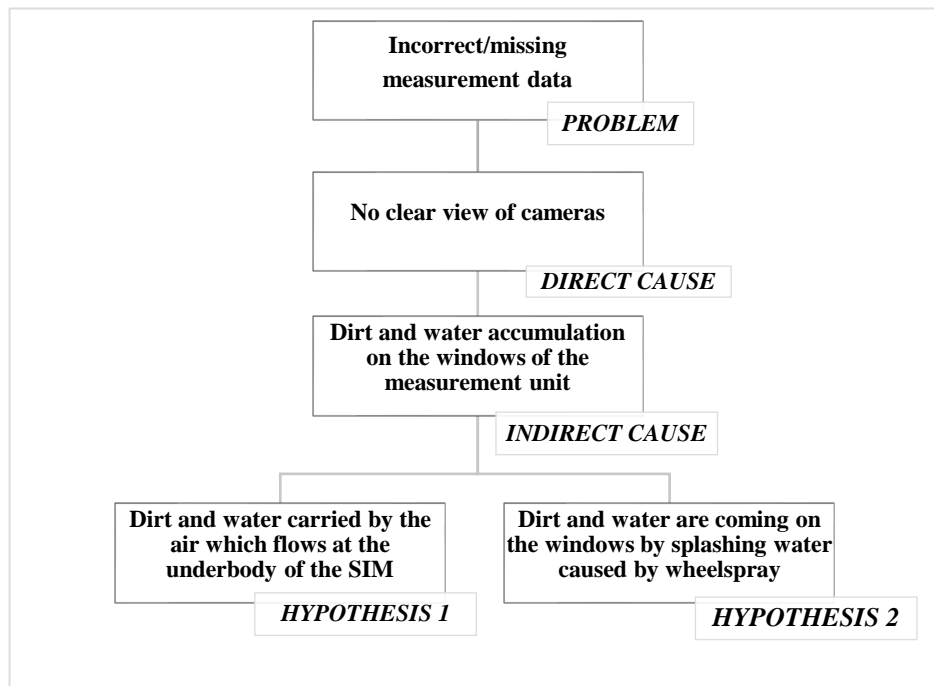 Incorrect/missing
measurement data
PROBLEM
No clear view of cameras
DIRECT CAUSE
Dirt and water accumulation
on the windows of the
measurement unit
INDIRECT CAUSE
Dirt and water carried by the
air which flows at the
underbody of the SIM
HYPOTHESIS 1
Dirt and water are coming on
the windows by splashing water
caused by wheelspray
HYPOTHESIS 2